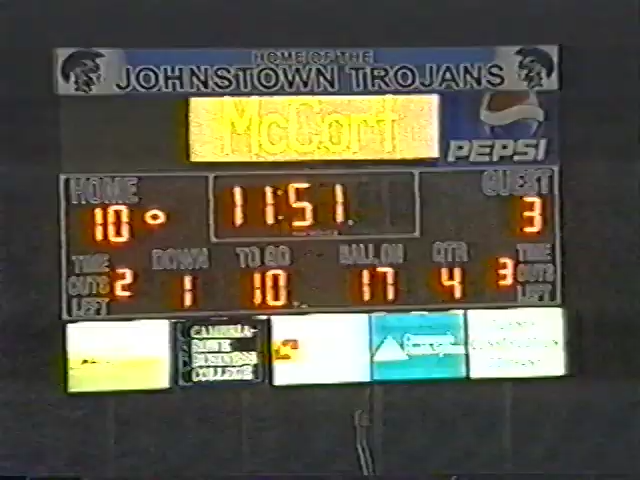 HOME OF THE
JOHNSTOWN TROJANS
McCort
PEPSI
HOME
GUEST
10 11:51 3
TIME OUTS LEFT 2
DOWN 1
TO GO 10
BALL ON 17
QTR 4
3 TIME OUTS LEFT
CAMBRIA-
ROWE
BUSINESS
COLLEGE